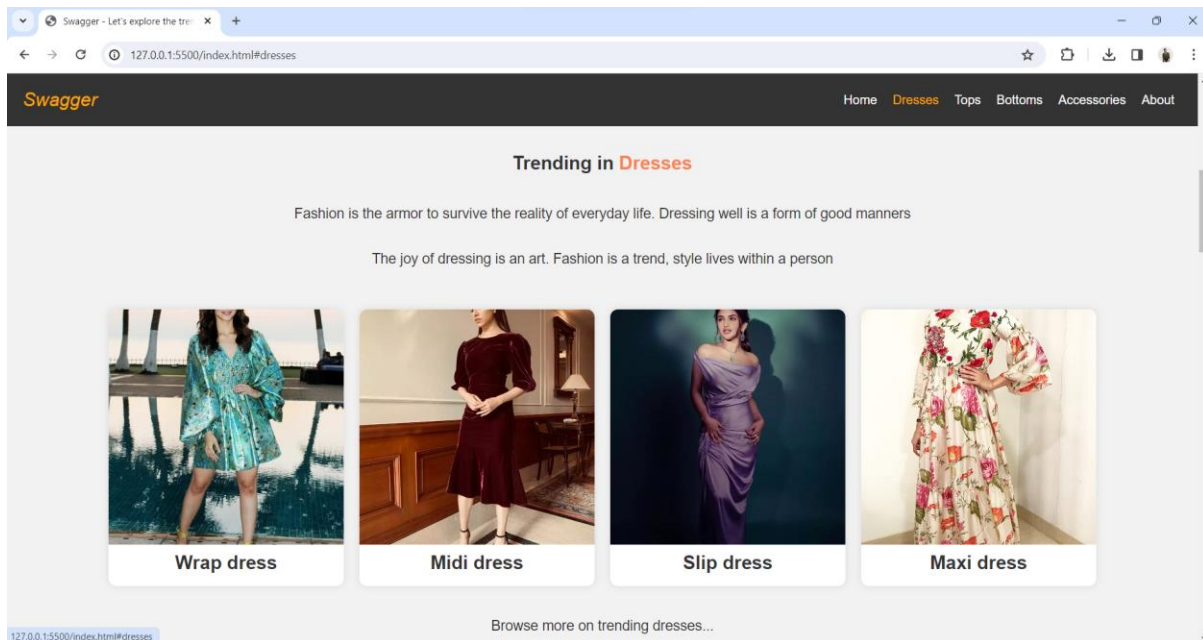 Swagger - Let's explore the tre
127.0.0.1:5500/index.html#dresses
Swagger
Home Dresses Tops Bottoms Accessories About
Trending in Dresses
Fashion is the armor to survive the reality of everyday life. Dressing well is a form of good manners
The joy of dressing is an art. Fashion is a trend, style lives within a person
Wrap dress Midi dress Slip dress Maxi dress
Browse more on trending dresses...
127.0.0.1:5500/index.html#dresses